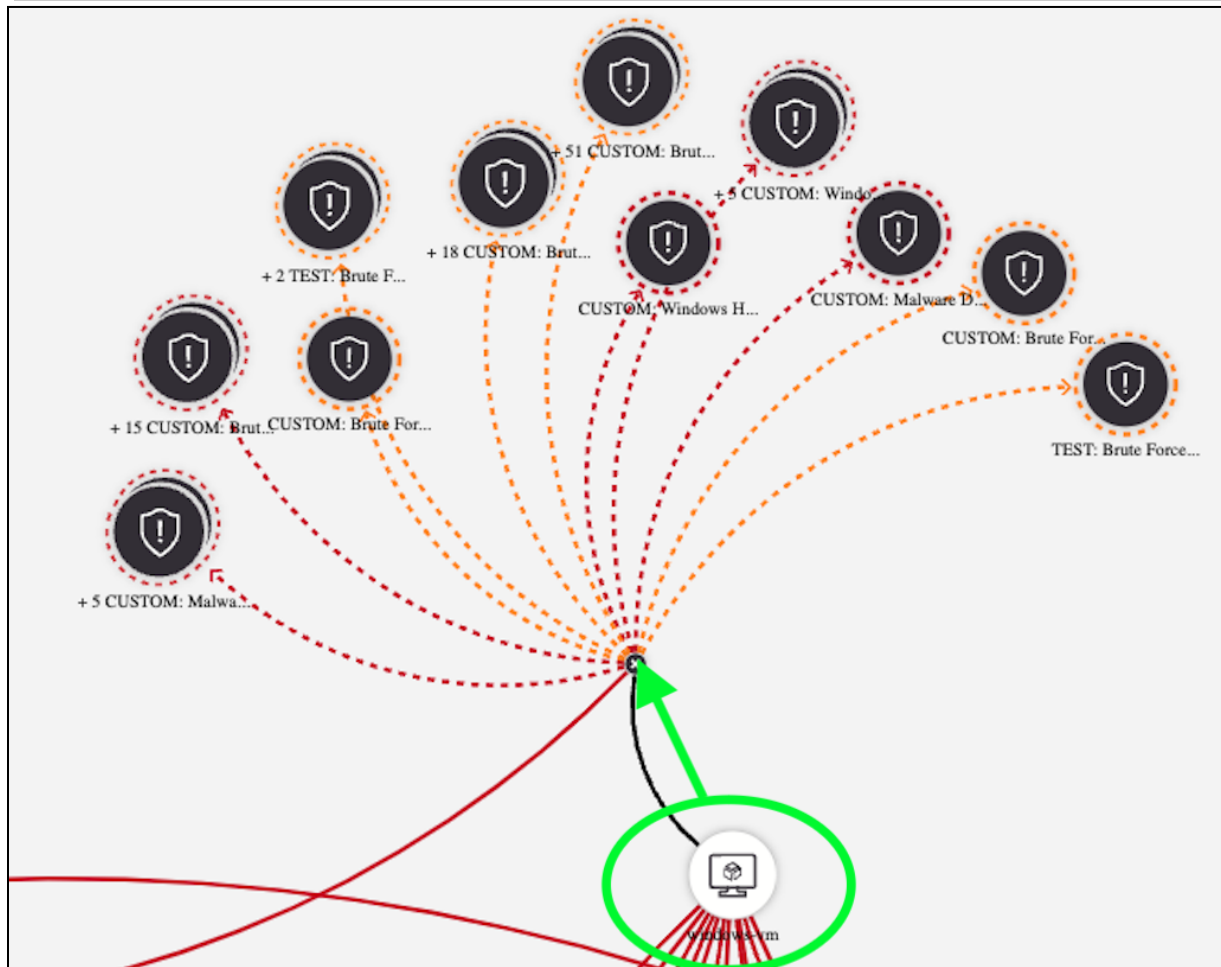 + 51 CUSTOM: Brut...
+ 5 CUSTOM: Windo...
+ 18 CUSTOM: Brut...
+ 2 TEST: Brute F...
CUSTOM: Windows H...
CUSTOM: Malware D...
CUSTOM: Brute For...
+ 15 CUSTOM: Brut...
CUSTOM: Brute For...
TEST: Brute Force...
+ 5 CUSTOM: Malwa...
windows-vm